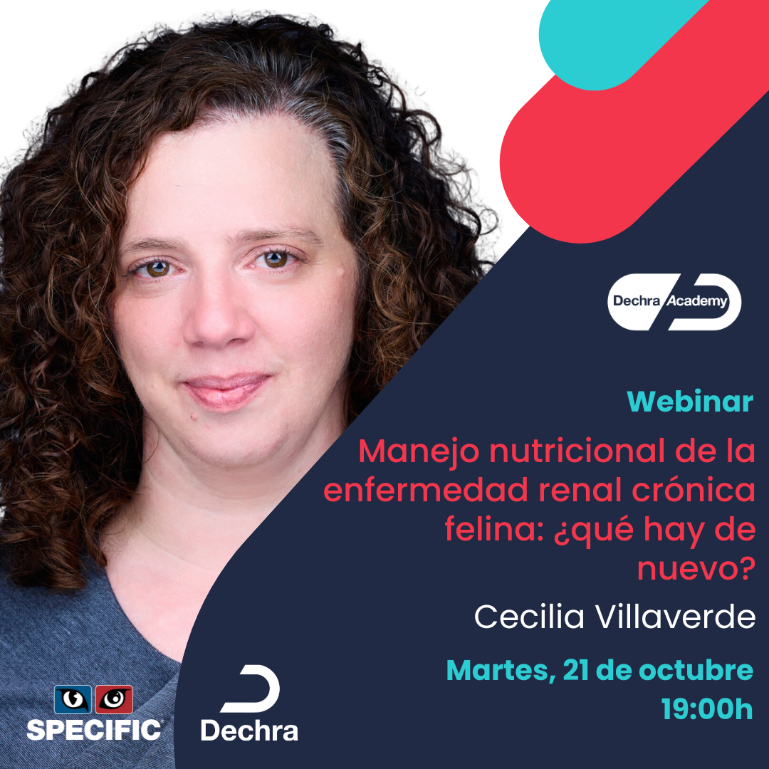 Dechra Academy
Webinar
Manejo nutricional de la
enfermedad renal crónica
felina: ¿qué hay de
nuevo?
Cecilia Villaverde
Martes, 21 de octubre
19:00h
SPECIFIC
Dechra